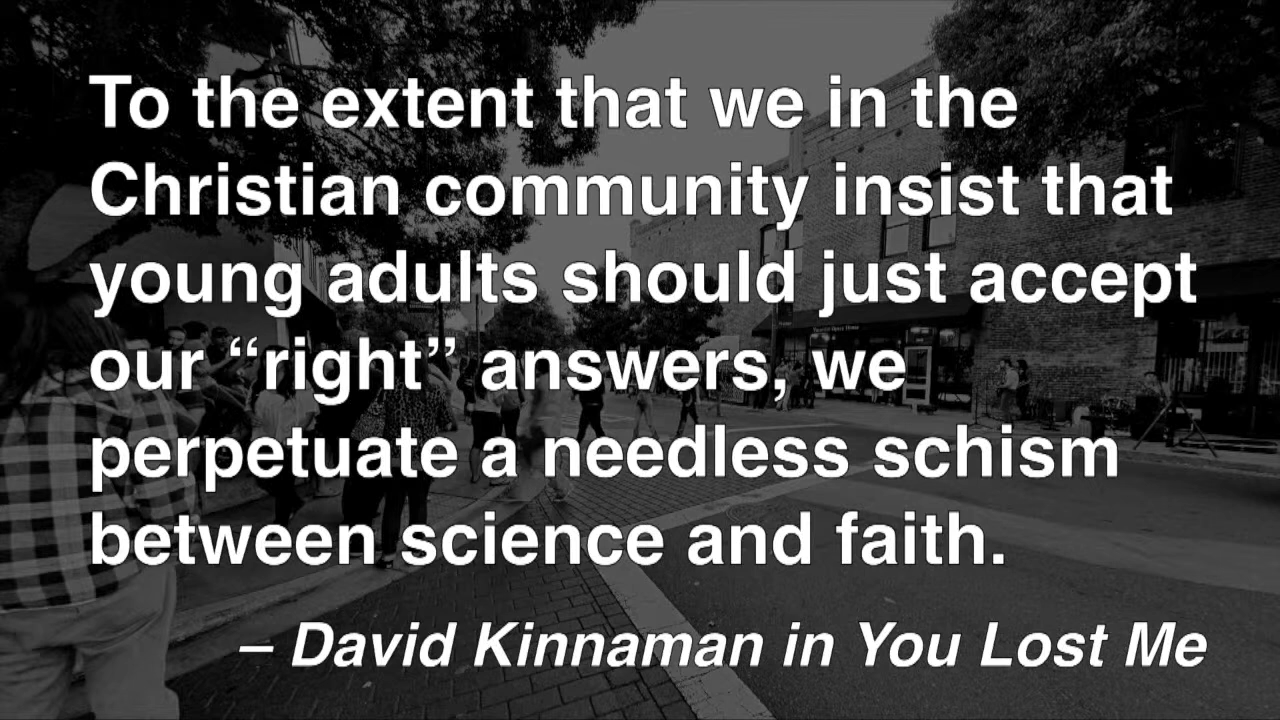 To the extent that we in the
Christian community insist that
young adults should just accept
our “right” answers, we
perpetuate a needless schism
between science and faith.
– David Kinnaman in You Lost Me